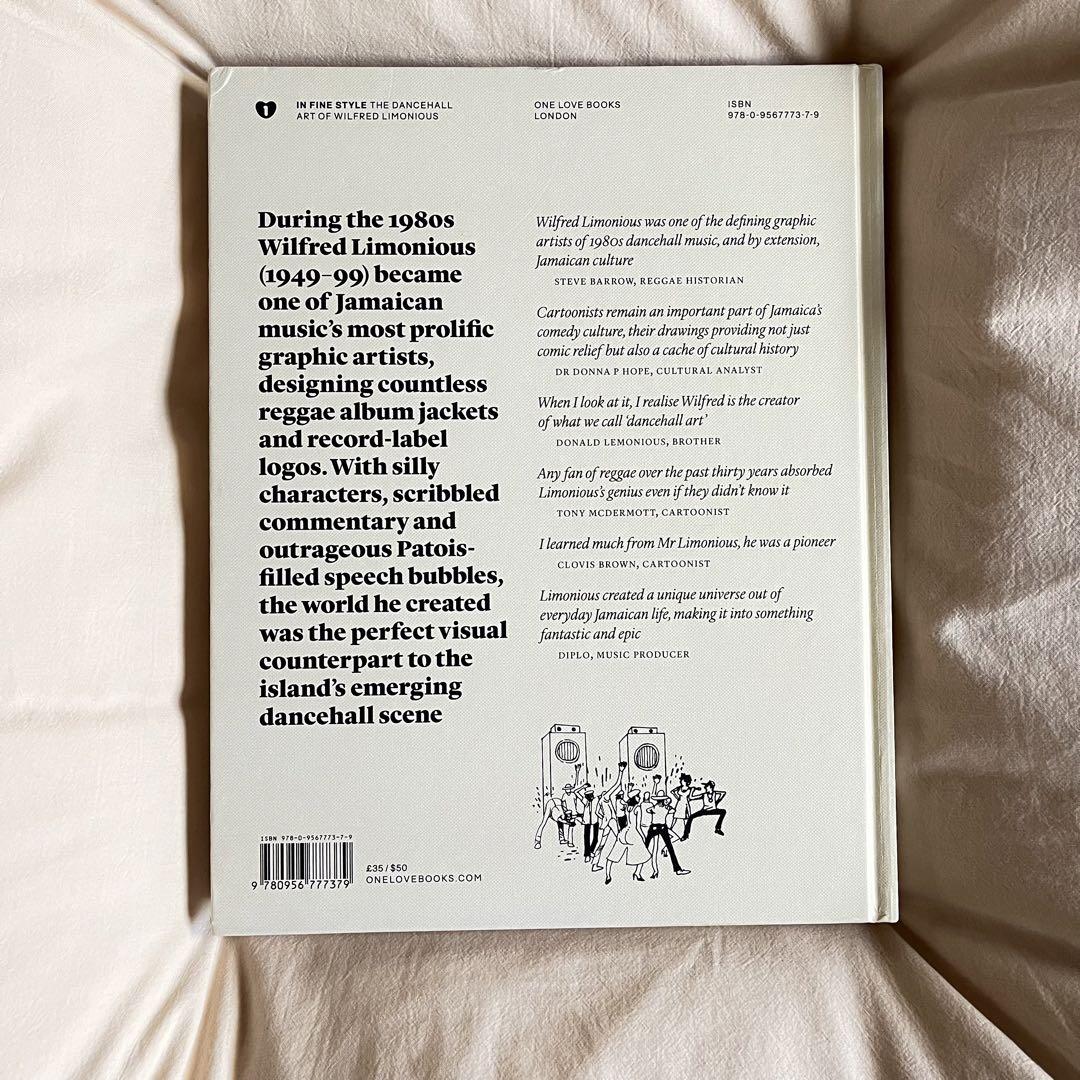 1
IN FINE STYLE THE DANCEHALL
ART OF WILFRED LIMONIOUS
ONE LOVE BOOKS
LONDON
ISBN
978-0-9567773-7-9
During the 1980s
Wilfred Limonious
(1949–99) became
one of Jamaican
music's most prolific
graphic artists,
designing countless
reggae album jackets
and record-label
logos. With silly
characters, scribbled
commentary and
outrageous Patois-
filled speech bubbles,
the world he created
was the perfect visual
counterpart to the
island's emerging
dancehall scene
Wilfred Limonious was one of the defining graphic
artists of 1980s dancehall music, and by extension,
Jamaican culture
STEVE BARROW, REGGAE HISTORIAN
Cartoonists remain an important part of Jamaica's
comedy culture, their drawings providing not just
comic relief but also a cache of cultural history
DR DONNA P HOPE, CULTURAL ANALYST
When I look at it, I realise Wilfred is the creator
of what we call 'dancehall art'
DONALD LEMONIOUS, BROTHER
Any fan of reggae over the past thirty years absorbed
Limonious's genius even if they didn't know it
TONY MCDERMOTT, CARTOONIST
I learned much from Mr Limonious, he was a pioneer
CLOVIS BROWN, CARTOONIST
Limonious created a unique universe out of
everyday Jamaican life, making it into something
fantastic and epic
DIPLO, MUSIC PRODUCER
ISBN 978-0-9567773-7-9
9 780956 777379
£35 / $50
ONELOVEBOOKS.COM